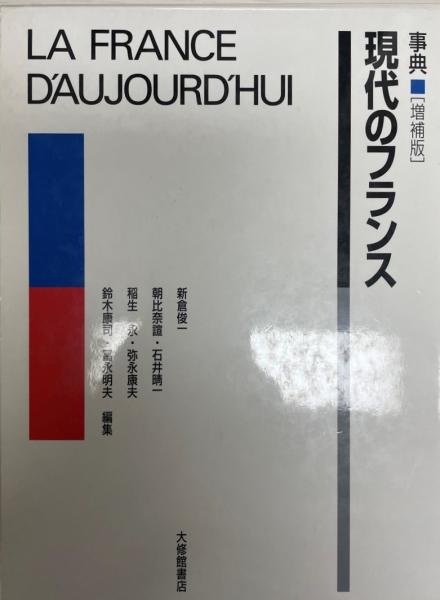 LA FRANCE
D'AUJOURD'HUI
事典■[増補版]
現代のフランス
新倉俊一
朝比奈誼・石井晴一
稲生 永・弥永康夫
鈴木康司・冨永明夫 編集
大修館書店